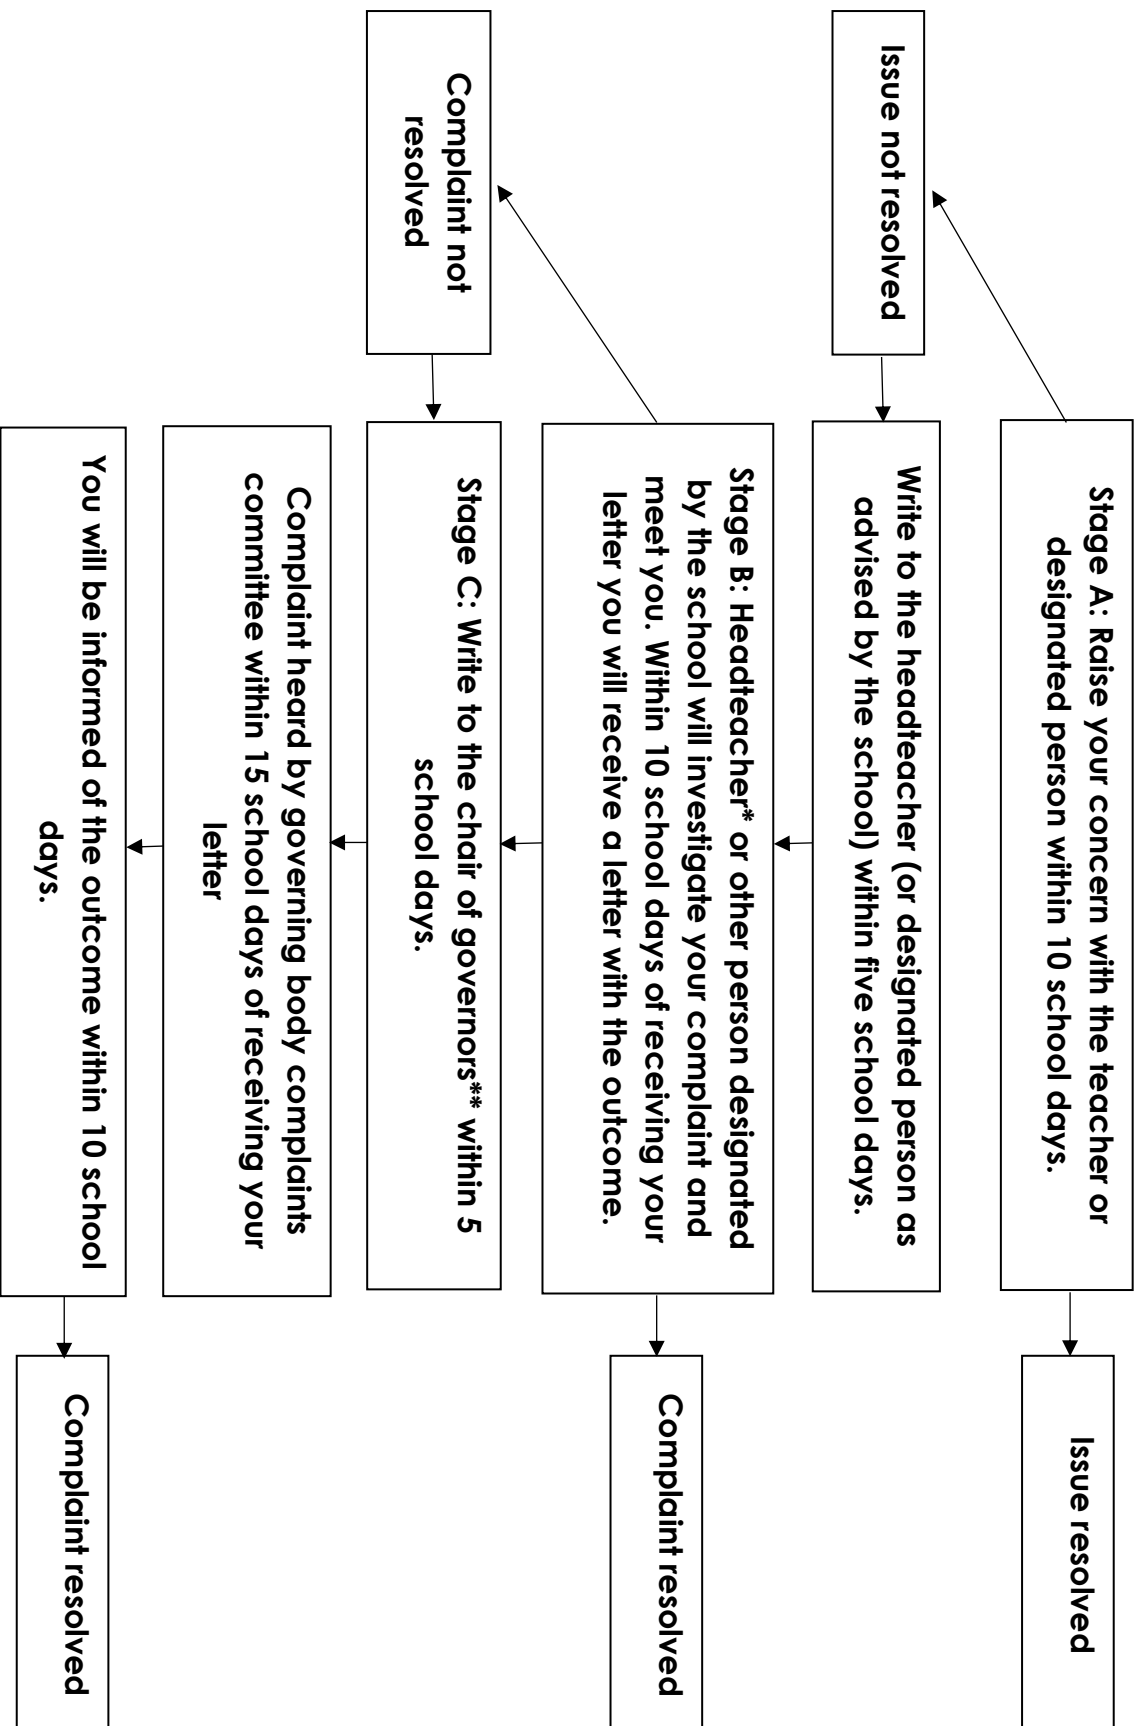 Stage A: Raise your concern with the teacher or
designated person within 10 school days.
Issue resolved
Issue not resolved
Write to the headteacher (or designated person as
advised by the school) within five school days.
Stage B: Headteacher* or other person designated
by the school will investigate your complaint and
meet you. Within 10 school days of receiving your
letter you will receive a letter with the outcome.
Complaint resolved
Complaint not
resolved
Stage C: Write to the chair of governors** within 5
school days.
Complaint heard by governing body complaints
committee within 15 school days of receiving your
letter
You will be informed of the outcome within 10 school
days.
Complaint resolved